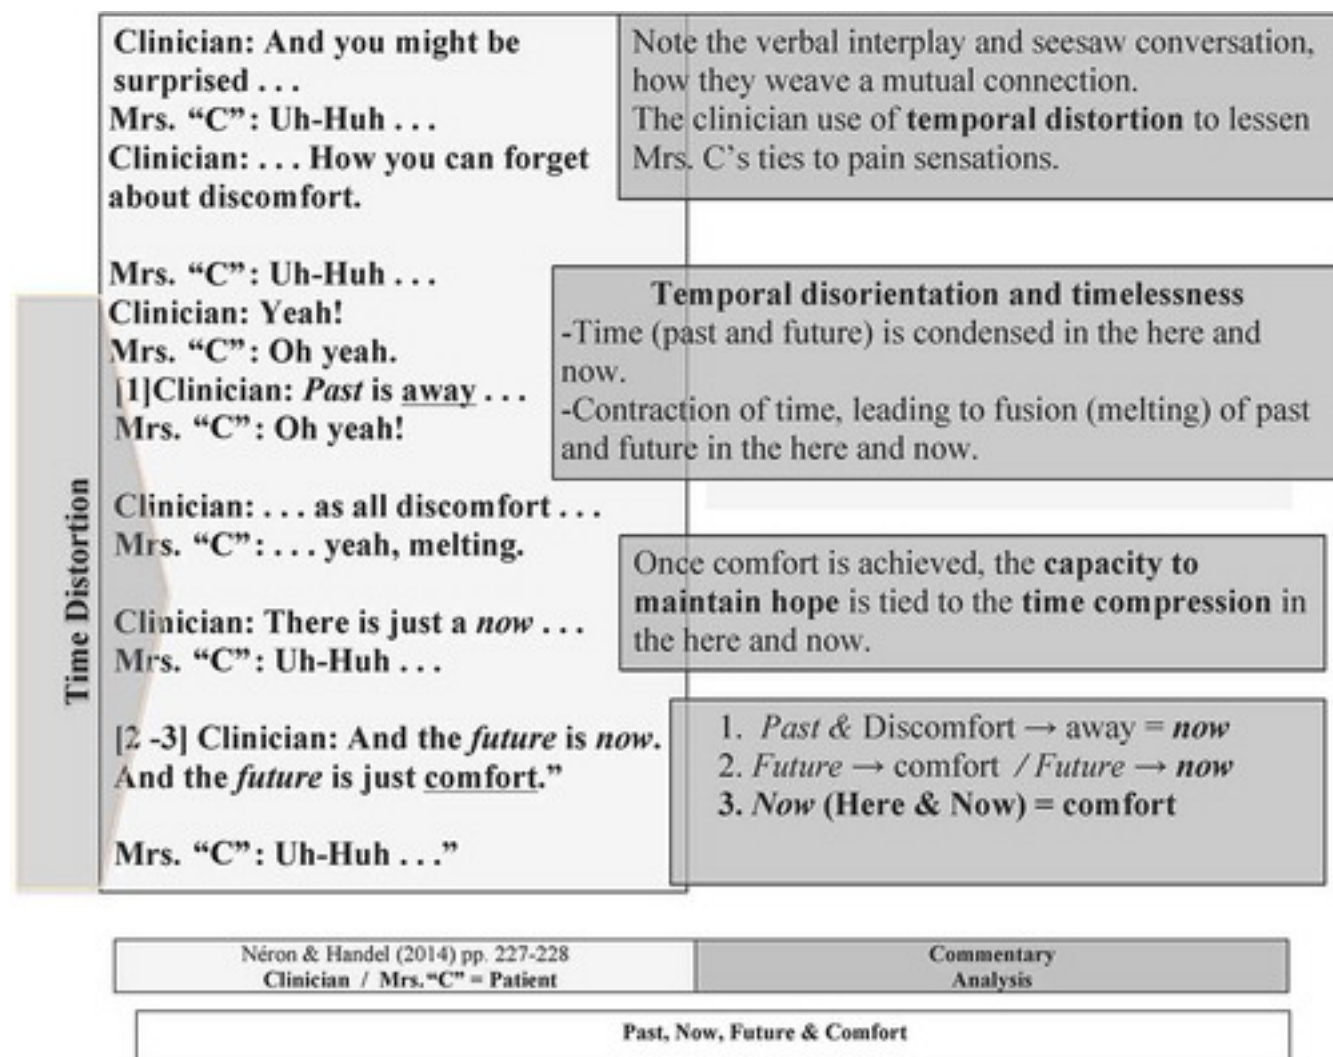 Clinician: And you might be
surprised . . .
Mrs. “C”: Uh-Huh . . .
Clinician: . . . How you can forget
about discomfort.
Mrs. “C”: Uh-Huh . . .
Clinician: Yeah!
Mrs. “C”: Oh yeah.
[1]Clinician: Past is away . . .
Mrs. “C”: Oh yeah!
Clinician: . . . as all discomfort . . .
Mrs. “C”: . . . yeah, melting.
Clinician: There is just a now . . .
Mrs. “C”: Uh-Huh . . .
[2 -3] Clinician: And the future is now.
And the future is just comfort.”
Mrs. “C”: Uh-Huh . . .”
Time Distortion
Note the verbal interplay and seesaw conversation,
how they weave a mutual connection.
The clinician use of temporal distortion to lessen
Mrs. C’s ties to pain sensations.
Temporal disorientation and timelessness
-Time (past and future) is condensed in the here and
now.
-Contraction of time, leading to fusion (melting) of past
and future in the here and now.
Once comfort is achieved, the capacity to
maintain hope is tied to the time compression in
the here and now.
1. Past & Discomfort → away = now
2. Future → comfort / Future → now
3. Now (Here & Now) = comfort
Néron & Handel (2014) pp. 227-228
Clinician / Mrs.“C” = Patient
Commentary
Analysis
Past, Now, Future & Comfort